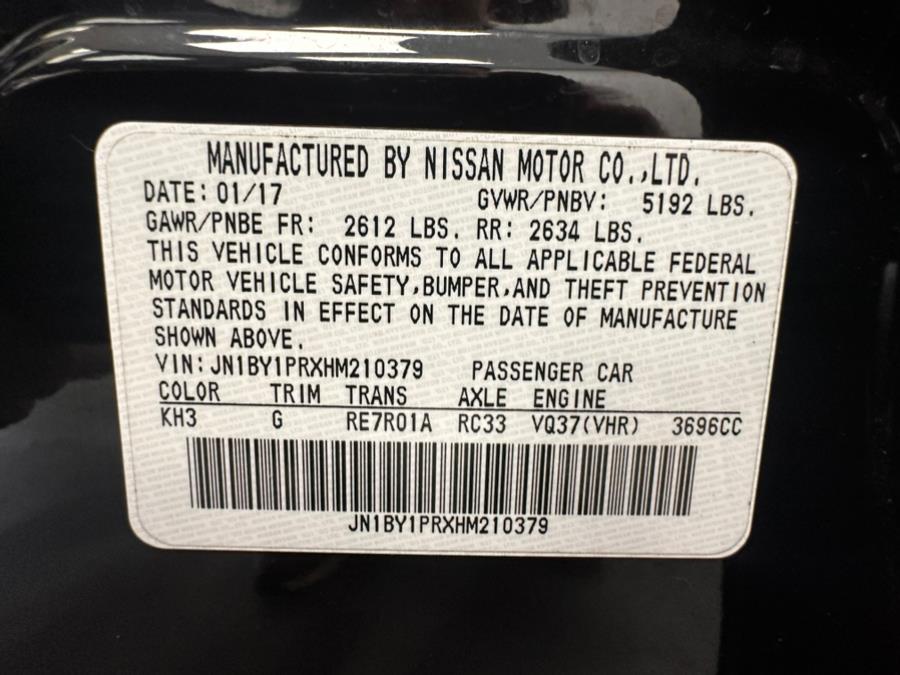 MANUFACTURED BY NISSAN MOTOR CO.,LTD.
DATE: 01/17 GVWR/PNBV: 5192 LBS.
GAWR/PNBE FR: 2612 LBS. RR: 2634 LBS.
THIS VEHICLE CONFORMS TO ALL APPLICABLE FEDERAL
MOTOR VEHICLE SAFETY,BUMPER,AND THEFT PREVENTION
STANDARDS IN EFFECT ON THE DATE OF MANUFACTURE
SHOWN ABOVE.
VIN:JN1BY1PRXHM210379 PASSENGER CAR
COLOR TRIM TRANS AXLE ENGINE
KH3 G RE7R01A RC33 VQ37(VHR) 3696CC
JN1BY1PRXHM210379